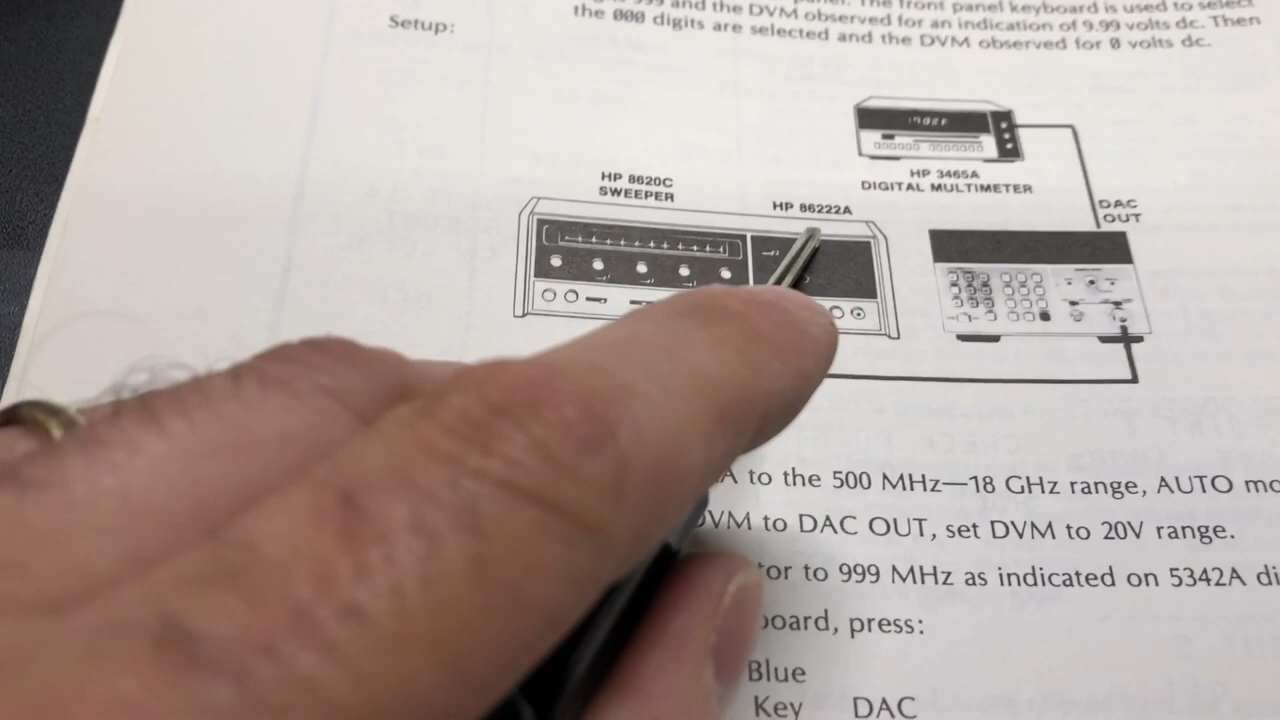 999 and the DVM observed for an indication of 9.99 volts dc. Then
Setup: the 000 digits are selected and the DVM observed for 0 volts dc.
HP 3465A
DIGITAL MULTIMETER
HP 8620C
SWEEPER
HP 86222A
DAC
OUT
A to the 500 MHz—18 GHz range, AUTO mo
DVM to DAC OUT, set DVM to 20V range.
tor to 999 MHz as indicated on 5342A di
board, press:
Blue
Key DAC